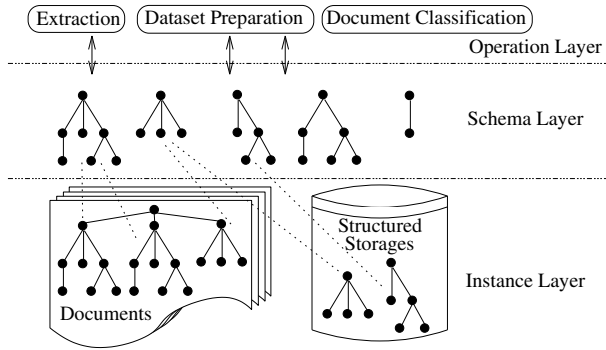 Extraction
Dataset Preparation
Document Classification
Operation Layer
Schema Layer
Structured
Storages
Instance Layer
Documents